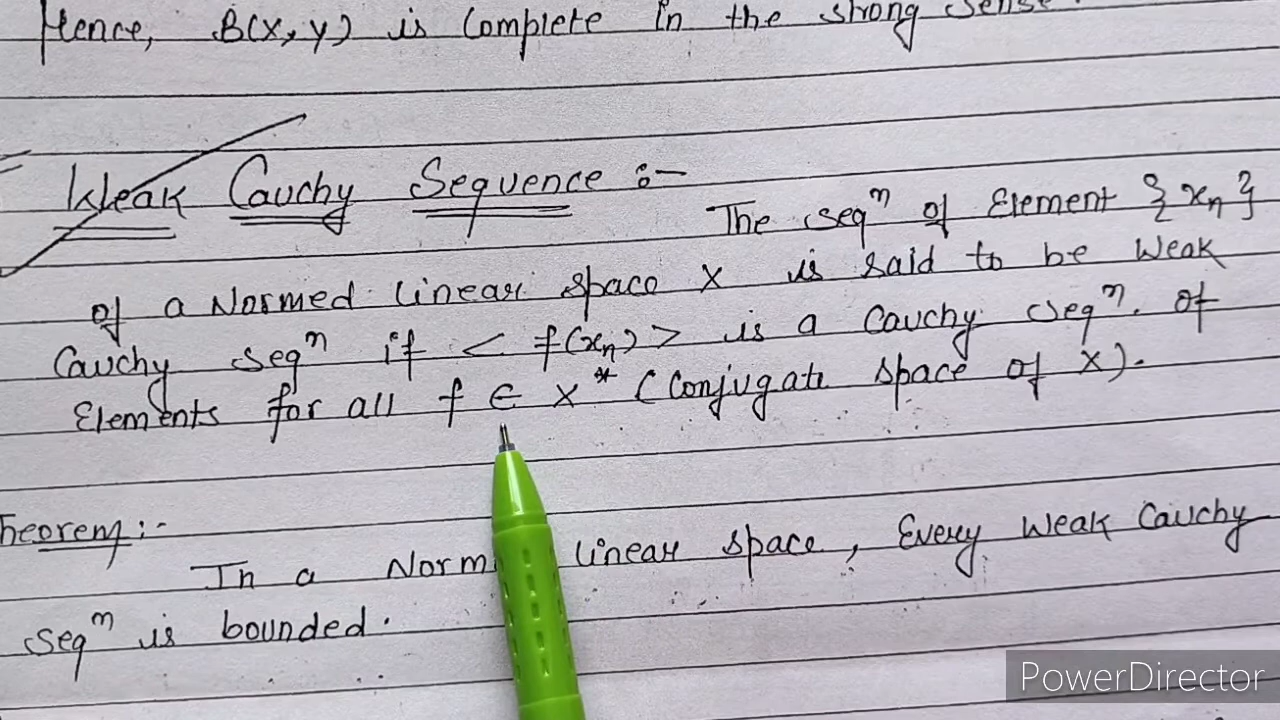 Hence, B(X, Y) is Complete in the strong sense.
Weak Cauchy Sequence :-
The seqⁿ of Element {xₙ}
of a Normed linear space X is said to be Weak
Cauchy seqⁿ if < f(xₙ) > is a Cauchy seqⁿ. of
Elements for all f ∈ X* (Conjugate space of X).
Theorem:-
In a Norm linear space, Every Weak Cauchy
seqⁿ is bounded.
PowerDirector